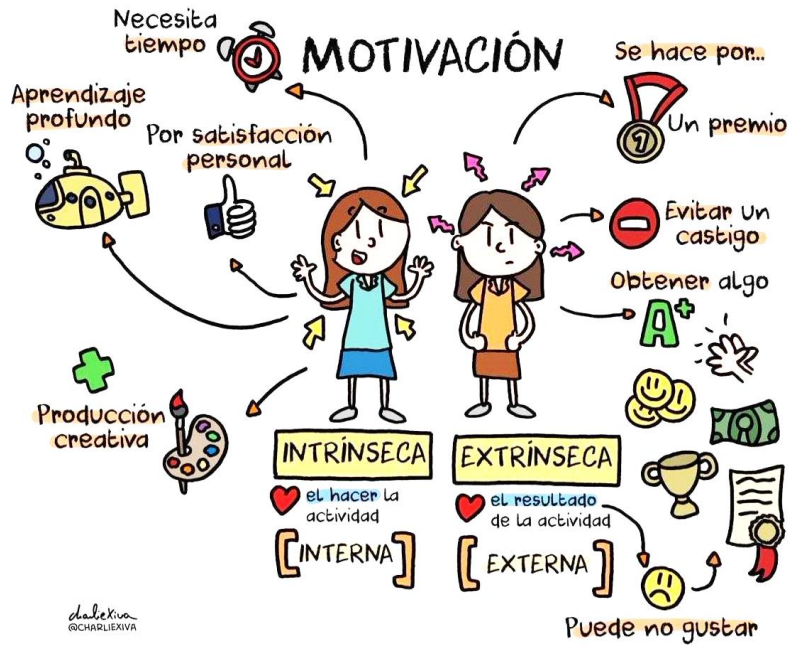 MOTIVACIÓN
Necesita
tiempo
Aprendizaje
profundo
Por satisfacción
personal
Producción
creativa
INTRÍNSECA
el hacer la
actividad
INTERNA
Se hace por...
1
Un premio
Evitar un
castigo
Obtener algo
A+
EXTRÍNSECA
el resultado
de la actividad
EXTERNA
Puede no gustar
charliexiva
@CHARLIEXIVA